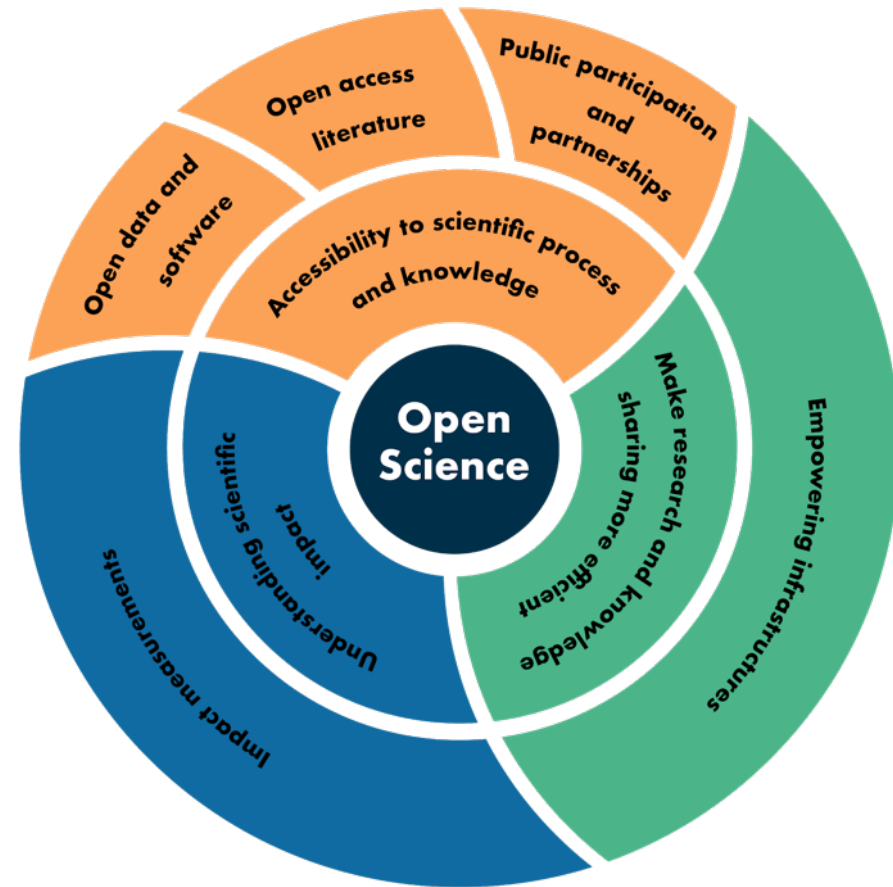 Public participation
and
partnerships
Open access
literature
Open data and
software
Accessibility to scientific process
and knowledge
Open
Science
Make research and knowledge
sharing more efficient
Empowering infrastructures
Understanding scientific
impact
Impact measurements